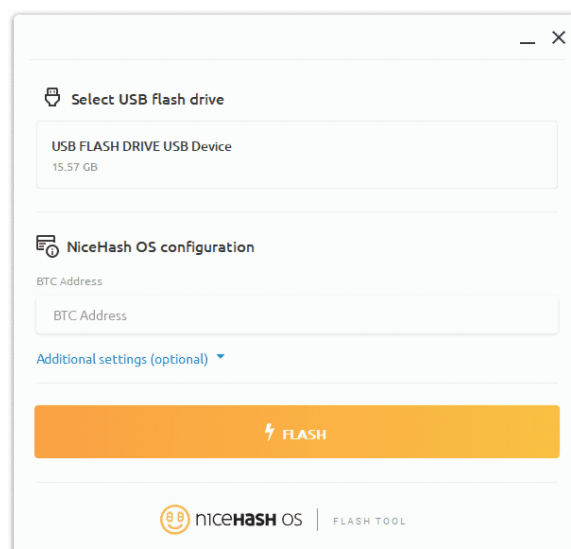 Select USB flash drive
USB FLASH DRIVE USB Device
15.57 GB
NiceHash OS configuration
BTC Address
BTC Address
Additional settings (optional)
FLASH
nıceHasH OS | FLASH TOOL